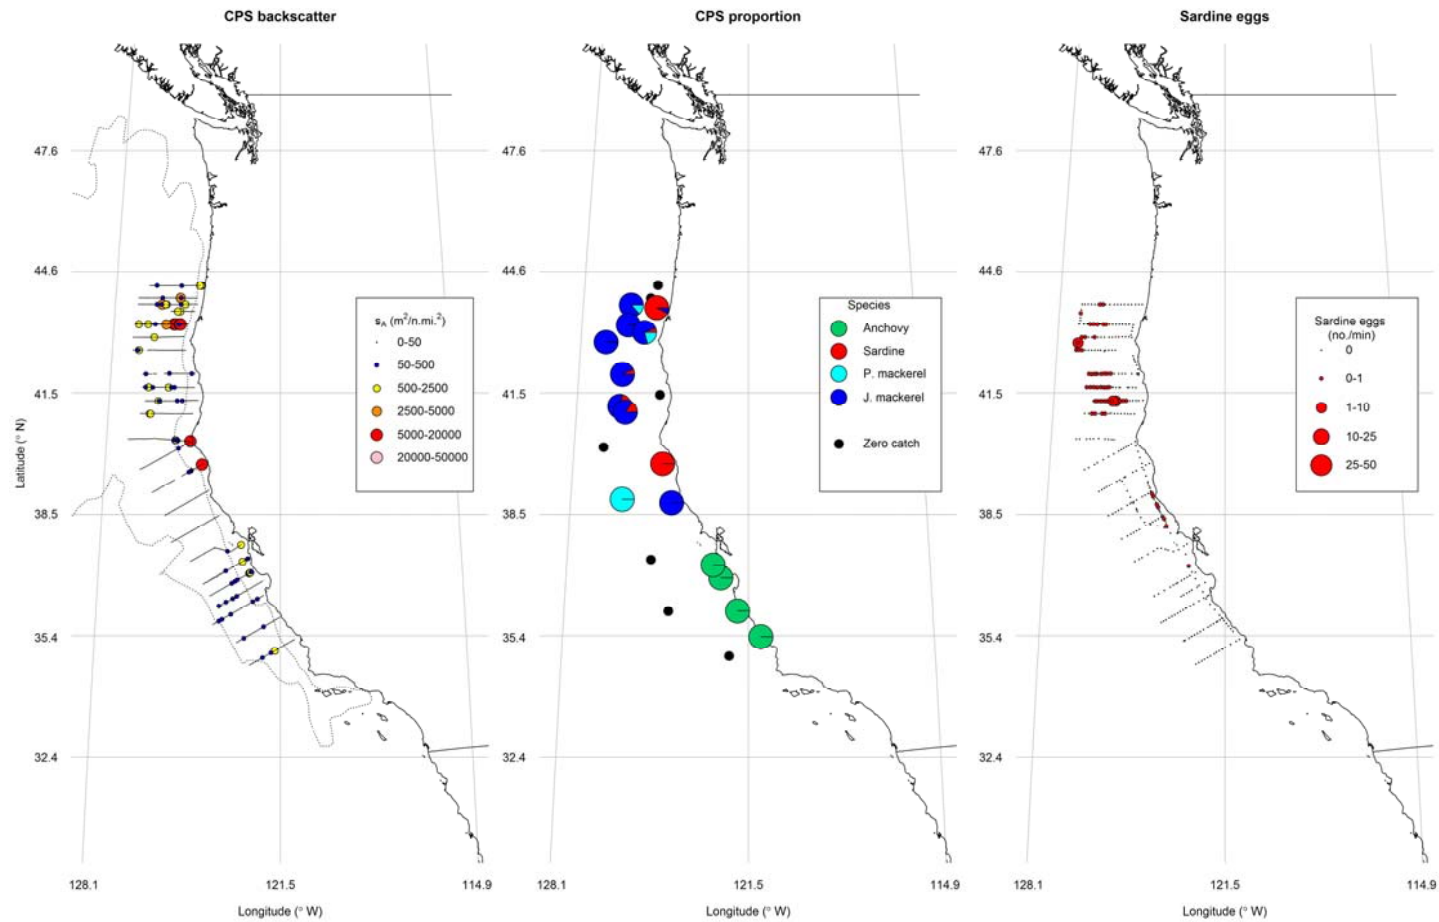 CPS backscatter
CPS proportion
Sardine eggs
47.6
44.6
41.5
38.5
35.4
32.4
128.1
121.5
114.9
Latitude (° N)
Longitude (° W)
sA (m²/n.mi.²)
0-50
50-500
500-2500
2500-5000
5000-20000
20000-50000
47.6
44.6
41.5
38.5
35.4
32.4
128.1
121.5
114.9
Longitude (° W)
Species
Anchovy
Sardine
P. mackerel
J. mackerel
Zero catch
47.6
44.6
41.5
38.5
35.4
32.4
128.1
121.5
114.9
Longitude (° W)
Sardine eggs
(no./min)
0
0-1
1-10
10-25
25-50